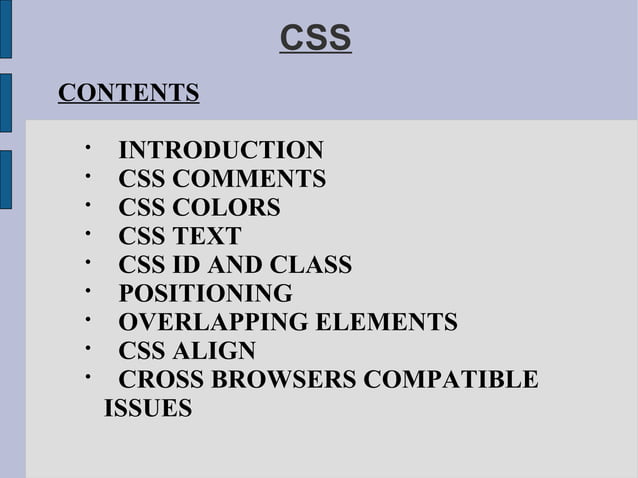 CSS
CONTENTS
• INTRODUCTION
• CSS COMMENTS
• CSS COLORS
• CSS TEXT
• CSS ID AND CLASS
• POSITIONING
• OVERLAPPING ELEMENTS
• CSS ALIGN
• CROSS BROWSERS COMPATIBLE
ISSUES